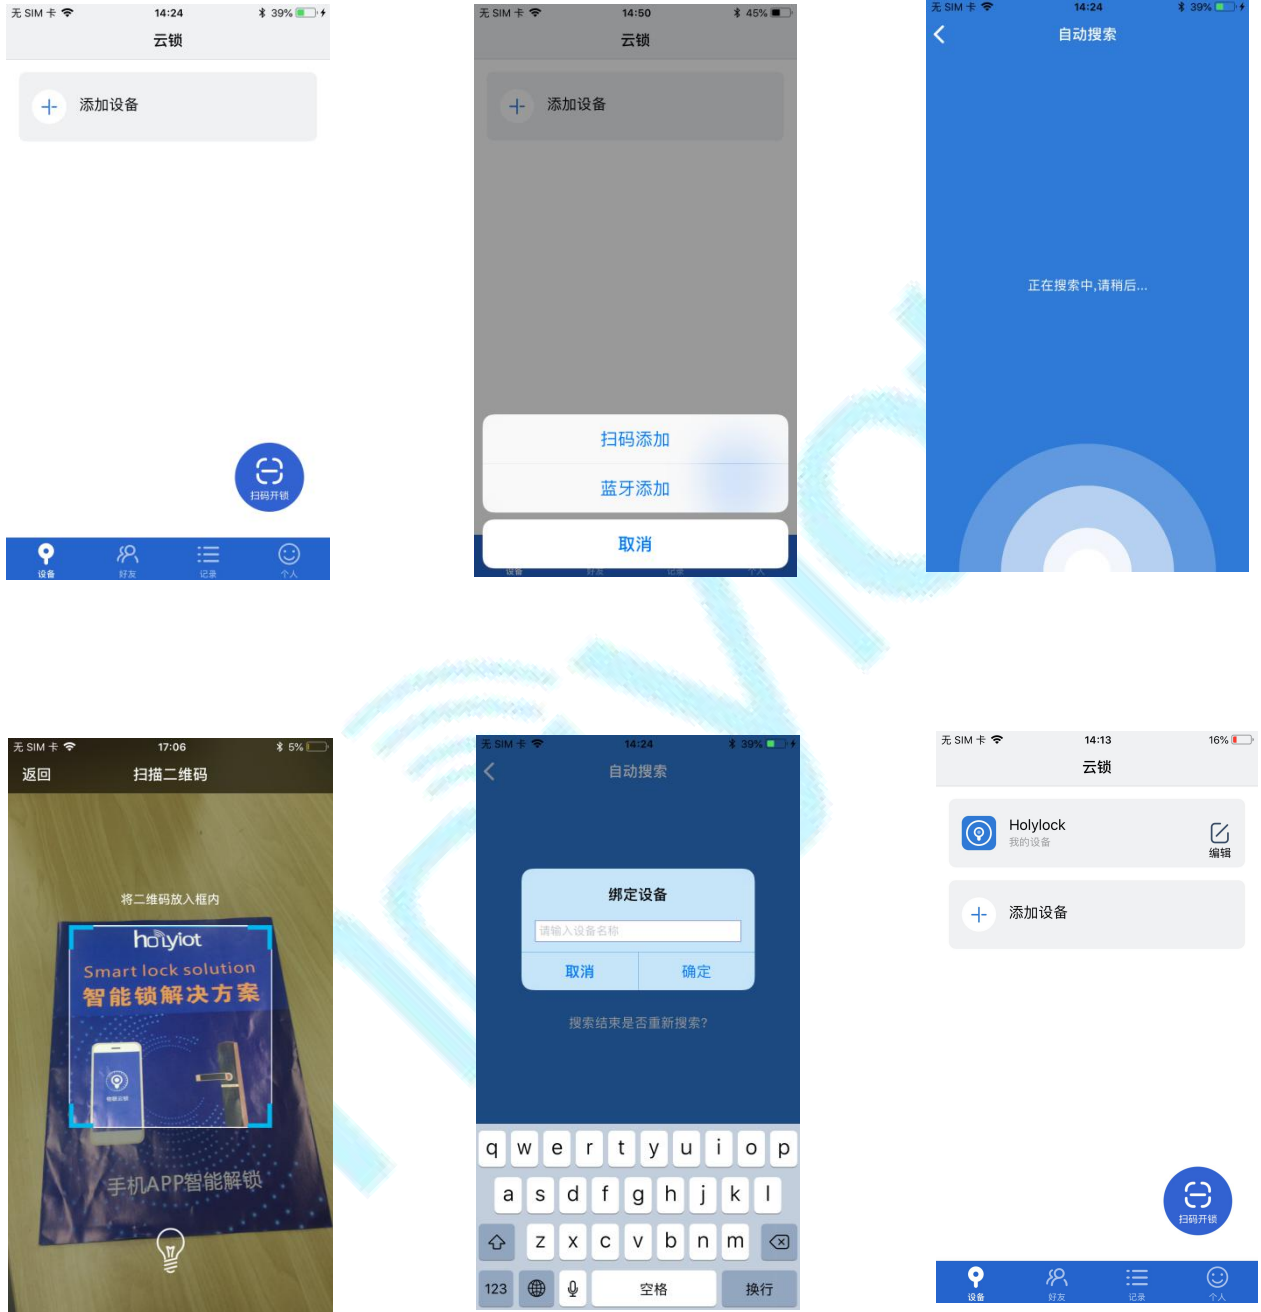 无 SIM 卡 14:24 39%
云锁
添加设备
扫码开锁
设备 好友 记录 个人
无 SIM 卡 14:50 45%
云锁
添加设备
扫码添加
蓝牙添加
取消
设备 好友 记录 个人
无 SIM 卡 14:24 39%
自动搜索
正在搜索中,请稍后...
无 SIM 卡 17:06 5%
返回 扫描二维码
将二维码放入框内
holyiot
Smart lock solution
智能锁解决方案
手机APP智能解锁
无 SIM 卡 14:24 39%
自动搜索
绑定设备
请输入设备名称
取消 确定
搜索结束是否重新搜索?
q w e r t y u i o p
a s d f g h j k l
z x c v b n m
123 空格 换行
无 SIM 卡 14:13 16%
云锁
Holylock
我的设备
编辑
添加设备
扫码开锁
设备 好友 记录 个人